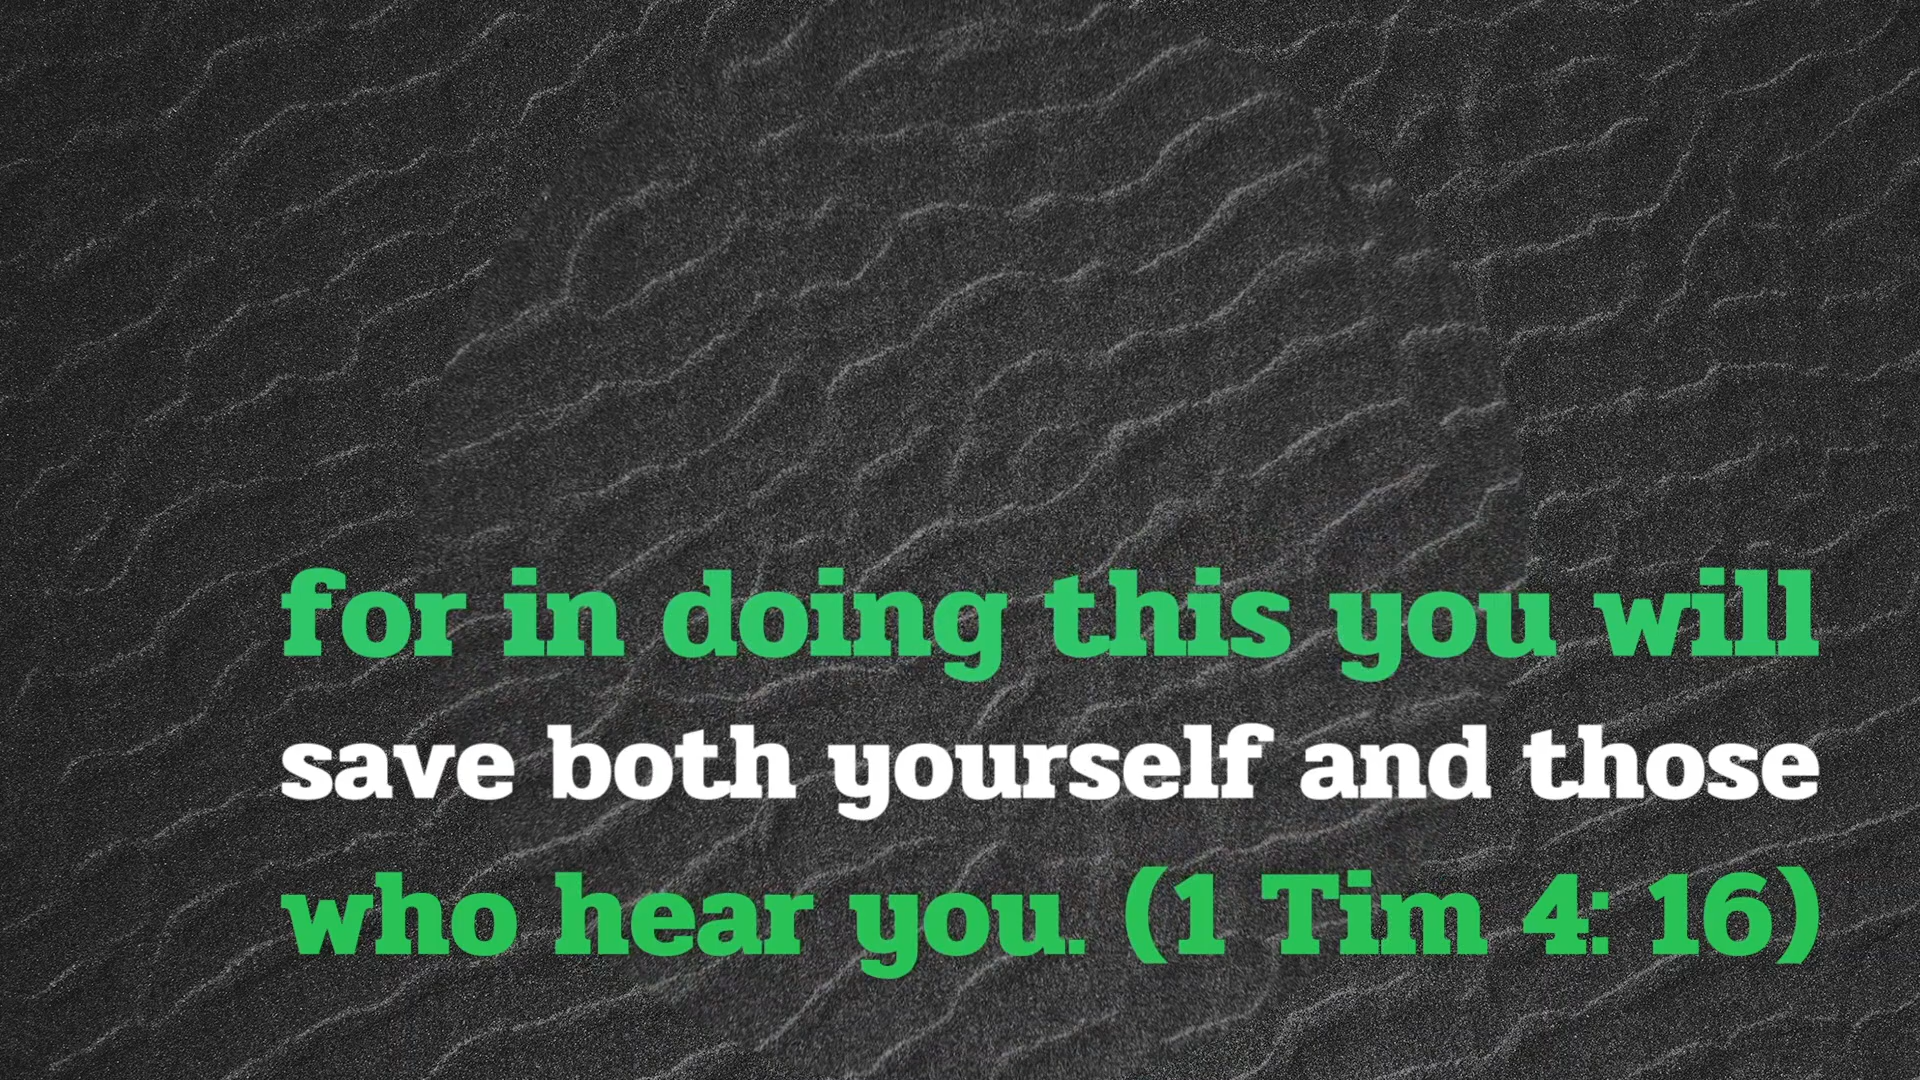 for in doing this you will
save both yourself and those
who hear you. (1 Tim 4: 16)